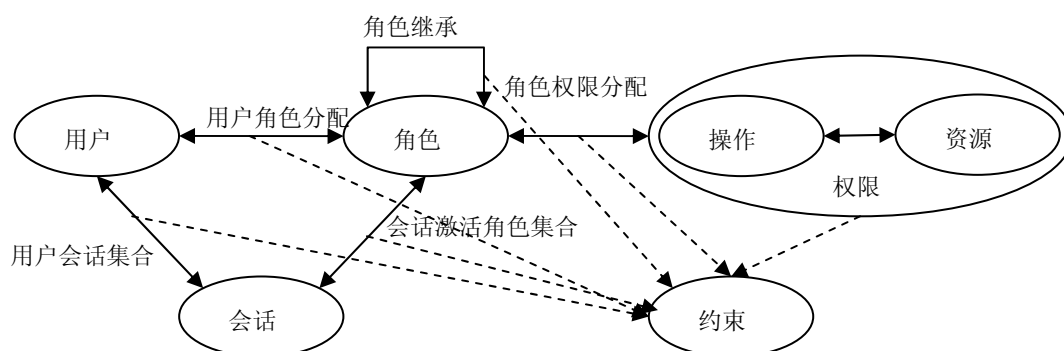 角色继承
角色权限分配
用户角色分配
用户
角色
操作
资源
权限
会话激活角色集合
用户会话集合
会话
约束